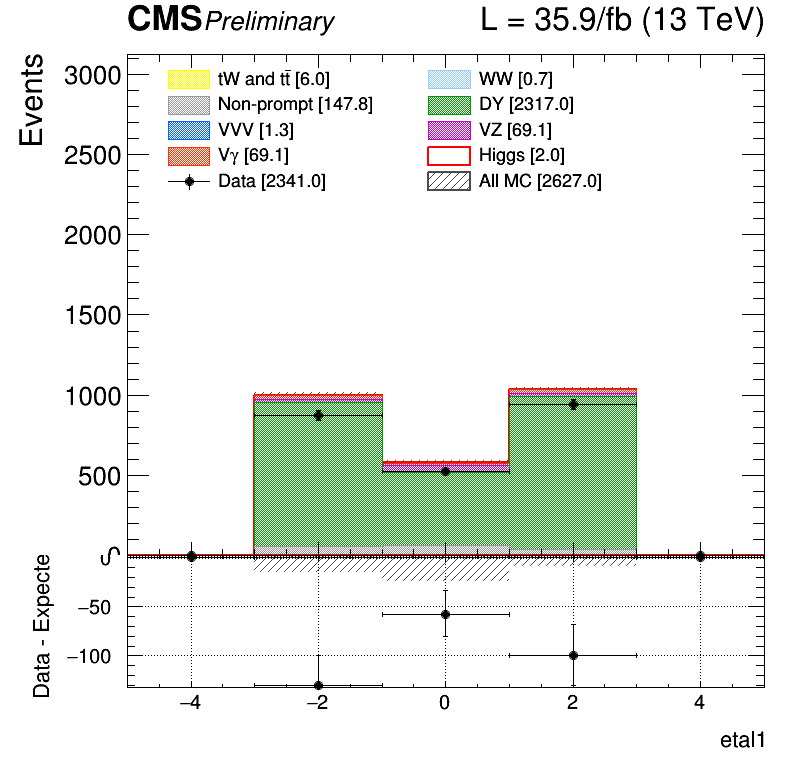 CMS Preliminary L = 35.9/fb (13 TeV)
Events
3000
2500
2000
1500
1000
500
0
tW and tt̄ [6.0]
Non-prompt [147.8]
VVV [1.3]
Vγ [69.1]
Data [2341.0]
WW [0.7]
DY [2317.0]
VZ [69.1]
Higgs [2.0]
All MC [2627.0]
Data - Expecte
0
−50
−100
−4 −2 0 2 4
etal1